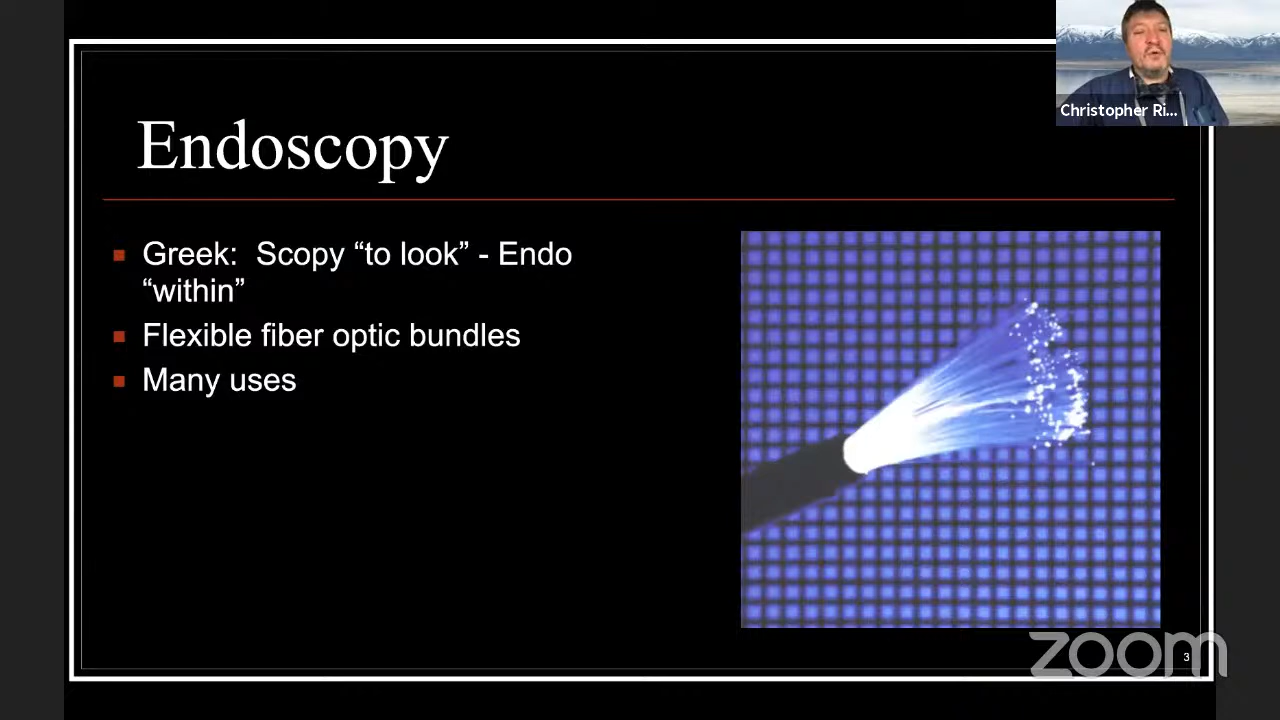 Christopher Ri...
Endoscopy
Greek:  Scopy “to look” - Endo
“within”
Flexible fiber optic bundles
Many uses
zoom
3